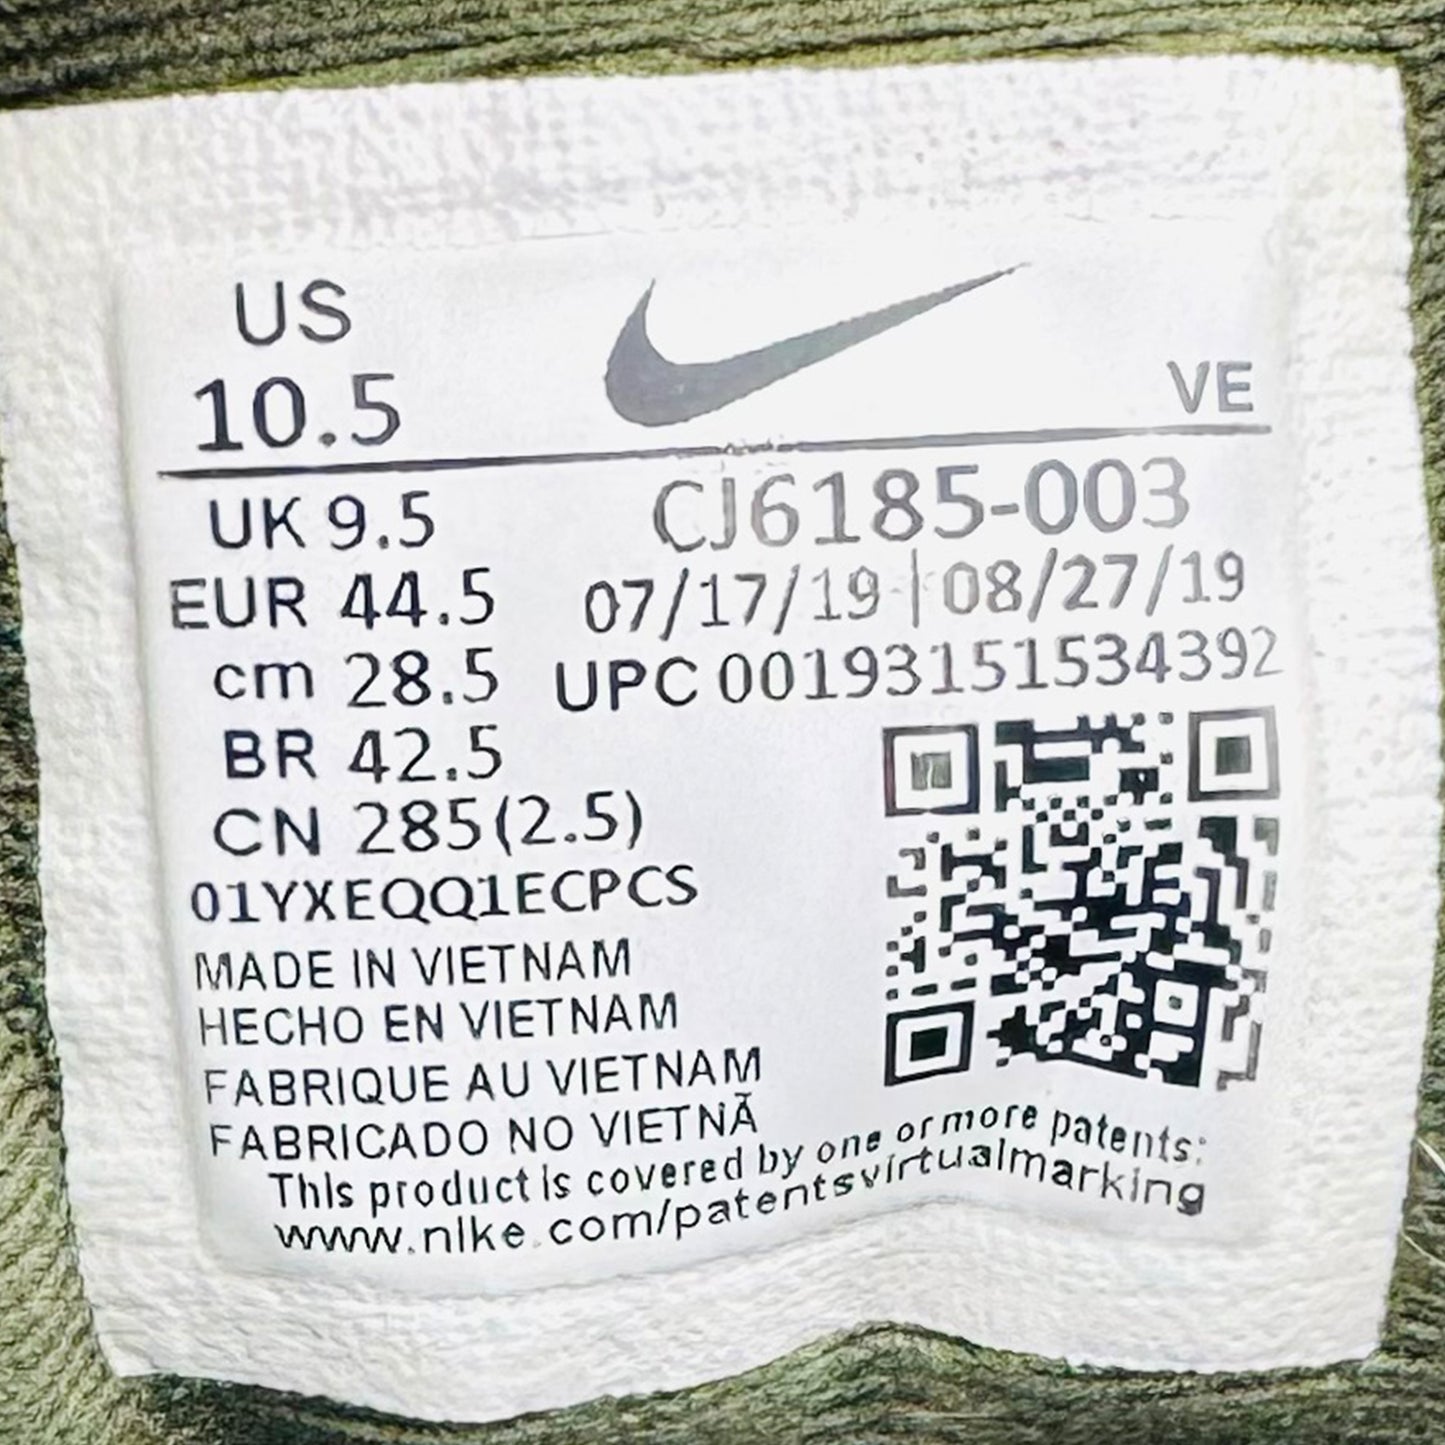 US
10.5
VE
UK 9.5
CJ6185-003
EUR 44.5
07/17/19 | 08/27/19
cm 28.5
UPC 00193151534392
BR 42.5
CN 285(2.5)
01YXEQQ1ECPCS
MADE IN VIETNAM
HECHO EN VIETNAM
FABRIQUE AU VIETNAM
FABRICADO NO VIETNÃ
This product is covered by one or more patents:
www.nike.com/patentsvirtualmarking